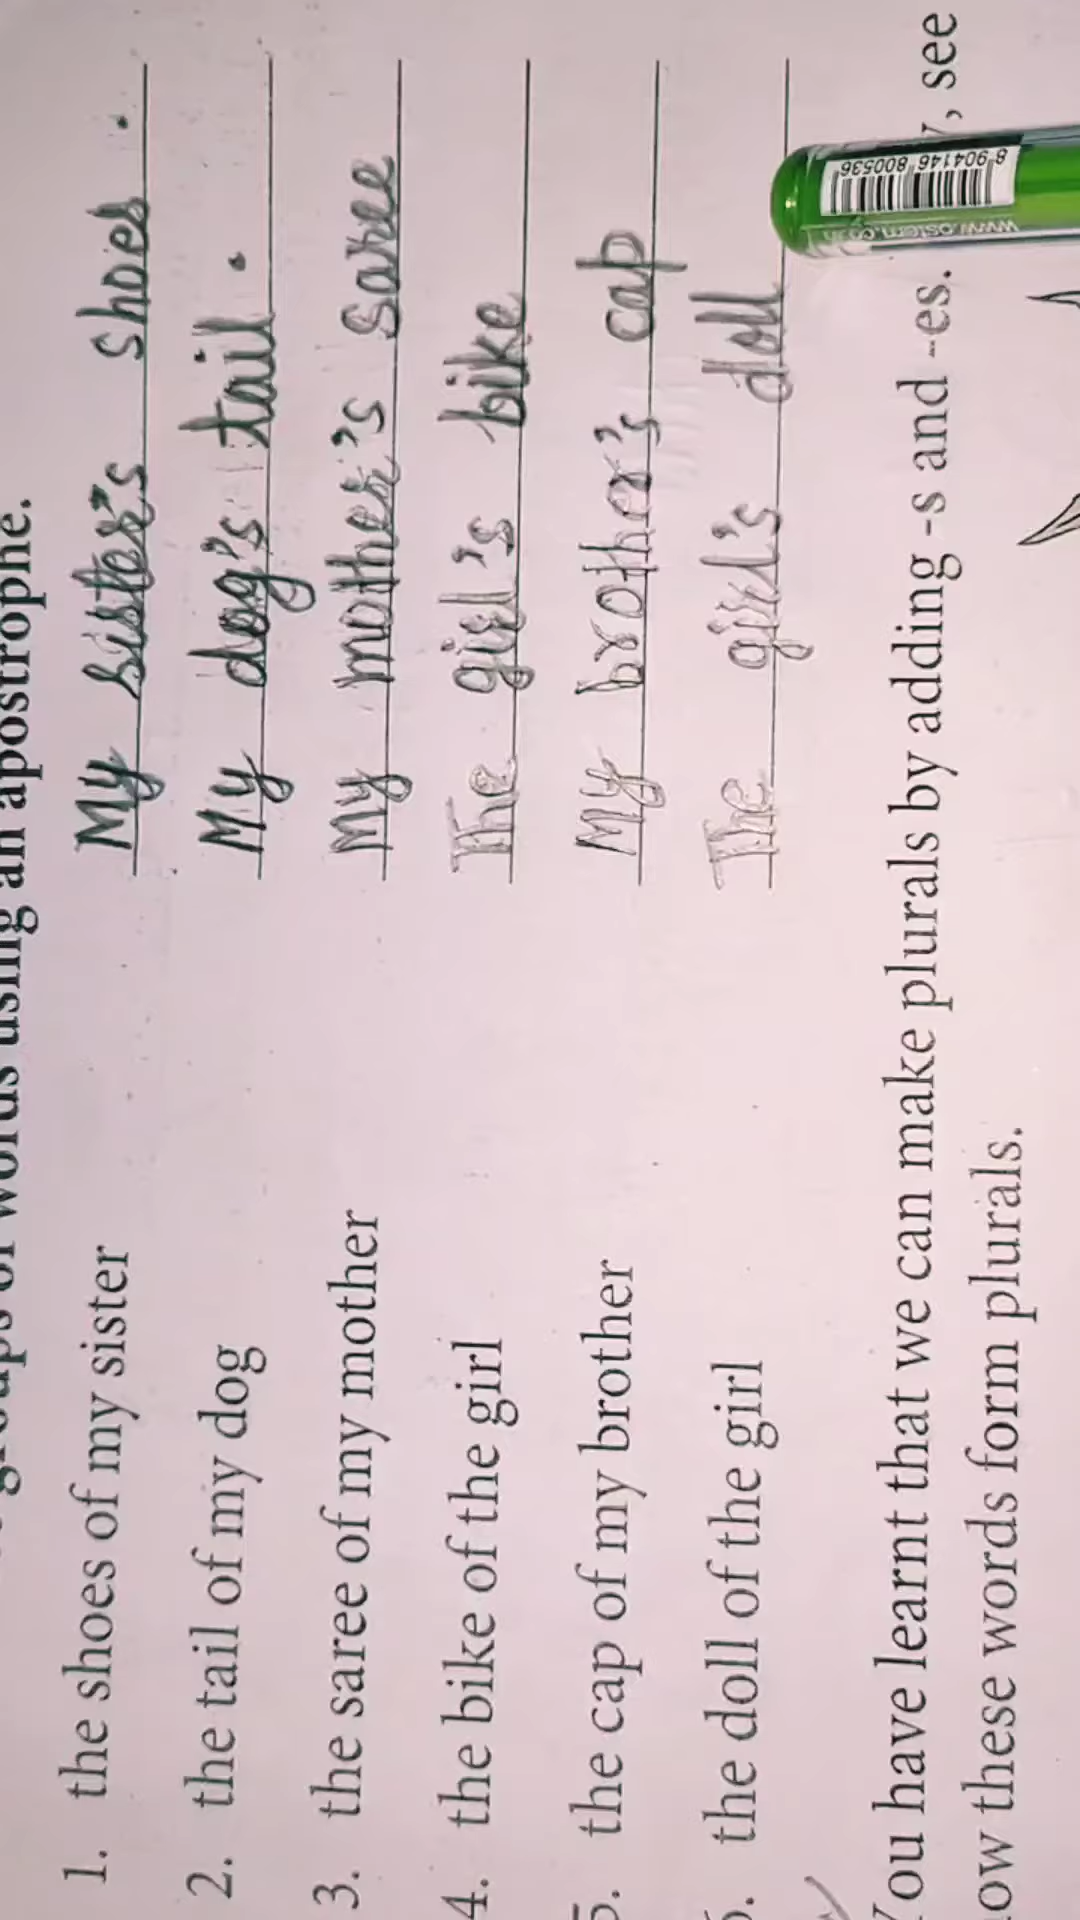 groups of words using an apostrophe.
1. the shoes of my sister My sister's shoes.
2. the tail of my dog My dog's tail.
3. the saree of my mother My mother's saree
4. the bike of the girl The girl's bike
5. the cap of my brother My brother's cap
6. the doll of the girl The girl's doll
You have learnt that we can make plurals by adding -s and -es. see
how these words form plurals.
8 904146 800536